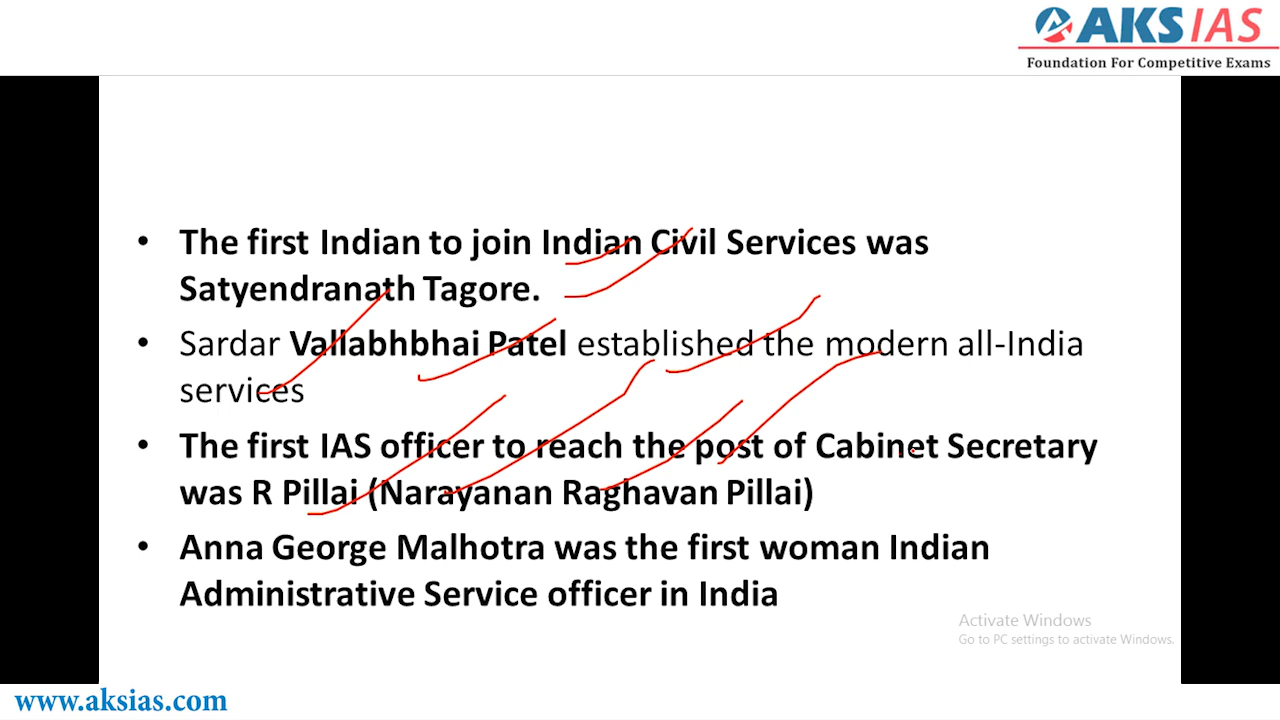 AKS IAS
Foundation For Competitive Exams
• The first Indian to join Indian Civil Services was
Satyendranath Tagore.
• Sardar Vallabhbhai Patel established the modern all-India
services
• The first IAS officer to reach the post of Cabinet Secretary
was R Pillai (Narayanan Raghavan Pillai)
• Anna George Malhotra was the first woman Indian
Administrative Service officer in India
Activate Windows
Go to PC settings to activate Windows.
www.aksias.com